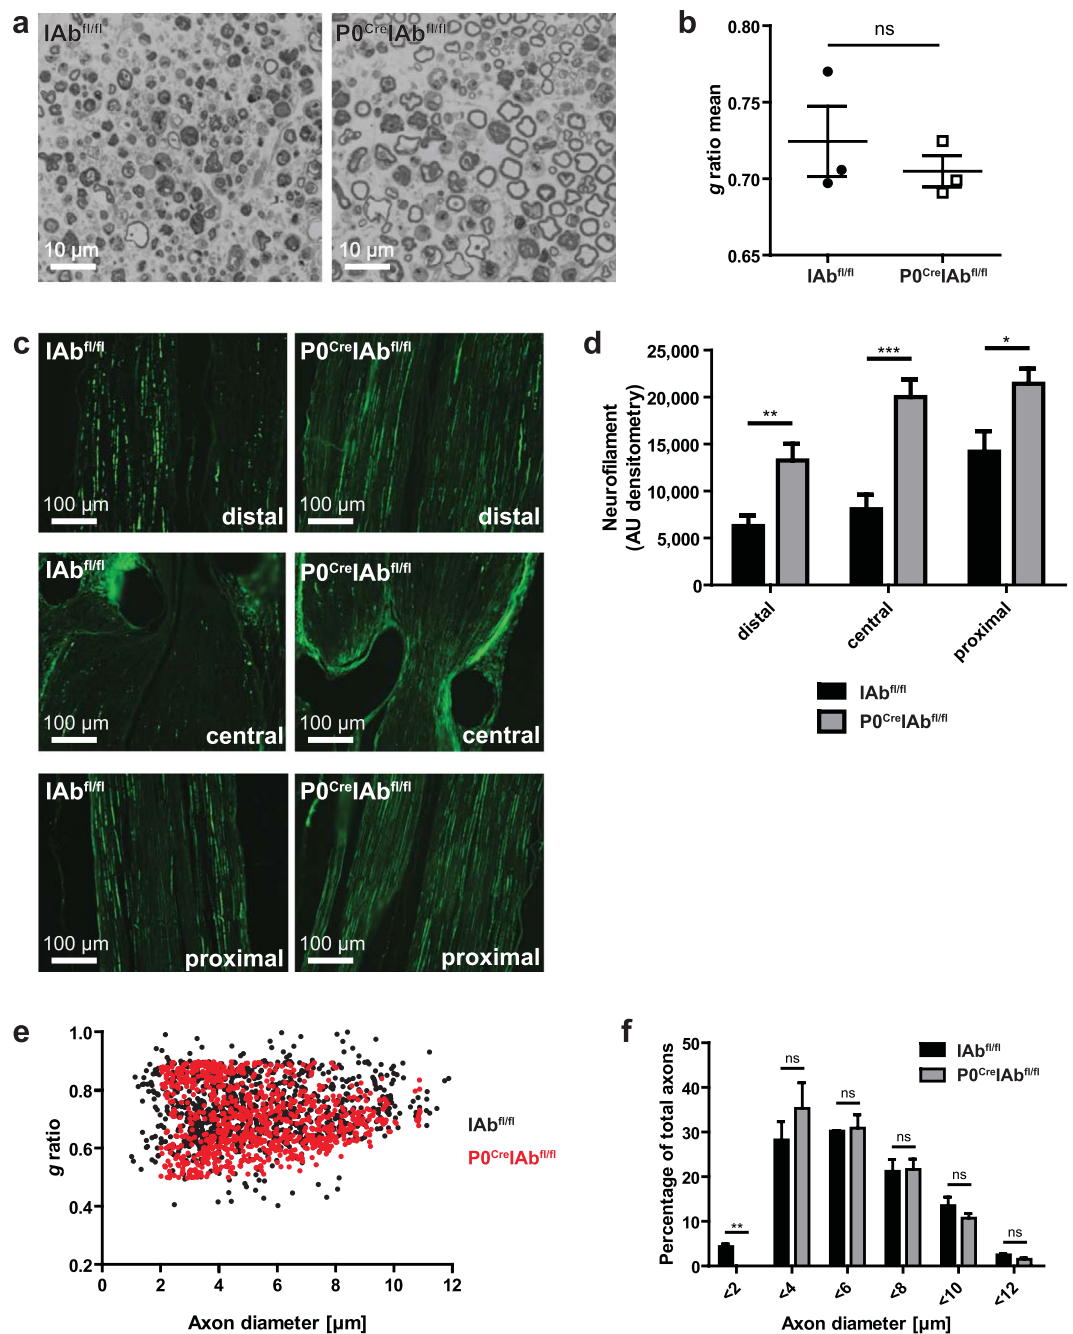 a
IAbfl/fl
10 µm
P0CreIAbfl/fl
10 µm
b
g ratio mean
0.80
0.75
0.70
0.65
ns
IAbfl/fl
P0CreIAbfl/fl
c
IAbfl/fl
100 µm
distal
P0CreIAbfl/fl
100 µm
distal
IAbfl/fl
100 µm
central
P0CreIAbfl/fl
100 µm
central
IAbfl/fl
100 µm
proximal
P0CreIAbfl/fl
100 µm
proximal
d
Neurofilament
(AU densitometry)
25,000
20,000
15,000
10,000
5,000
0
**
***
*
distal
central
proximal
IAbfl/fl
P0CreIAbfl/fl
e
g ratio
1.0
0.8
0.6
0.4
0.2
0
2
4
6
8
10
12
Axon diameter [µm]
IAbfl/fl
P0CreIAbfl/fl
f
Percentage of total axons
50
40
30
20
10
0
**
ns
ns
ns
ns
ns
<2
<4
<6
<8
<10
<12
Axon diameter [µm]
IAbfl/fl
P0CreIAbfl/fl